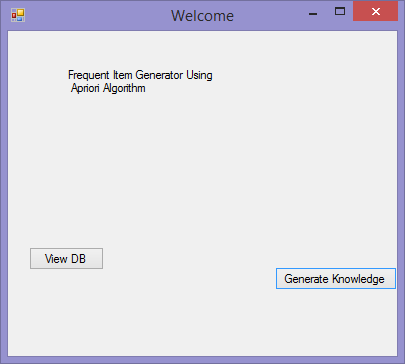 Welcome
Frequent Item Generator Using
Apriori Algorithm
View DB
Generate Knowledge